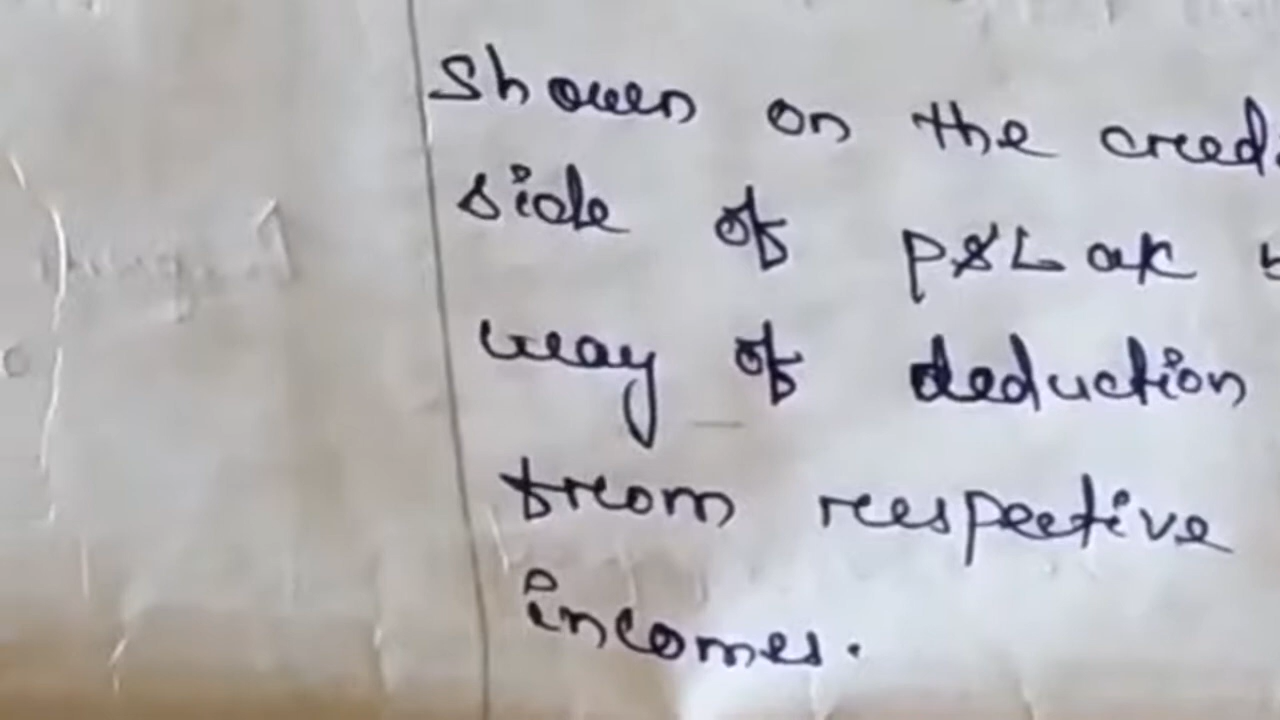 shown on the cred
side of P&L a/c
way of deduction
from respective
incomes.